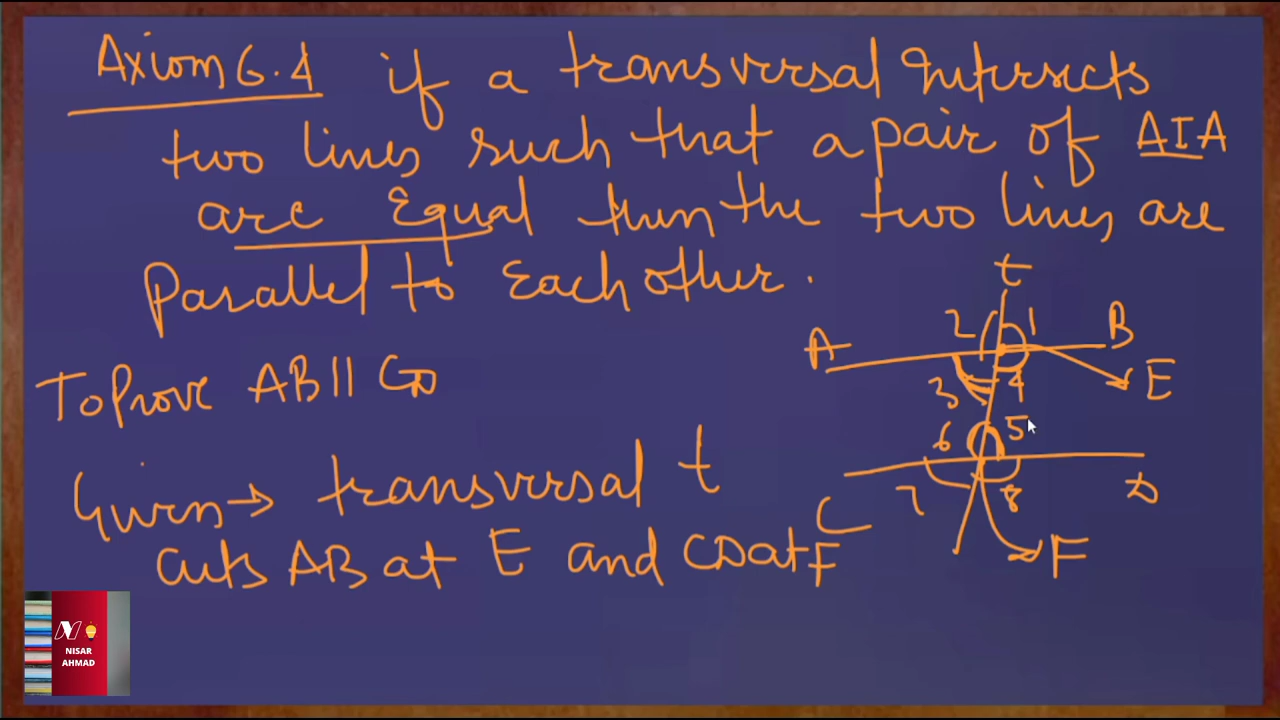 Axiom 6.4 if a transversal Intersects
two lines such that a pair of AIA
are Equal then the two lines are
Parallel to Each other.
To Prove AB || CD
Given → transversal t
cuts AB at E and CD at F
t
A 2 1 B
3 4 E
6 5
C 7 8 D
F
N
NISAR
AHMAD